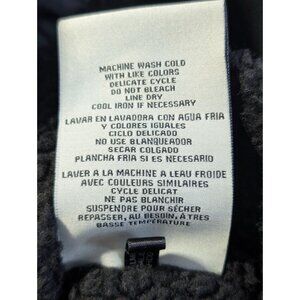 MACHINE WASH COLD
WITH LIKE COLORS
DELICATE CYCLE
DO NOT BLEACH
LINE DRY
COOL IRON IF NECESSARY
LAVAR EN LAVADORA CON AGUA FRIA
Y COLORES IGUALES
CICLO DELICADO
NO USE BLANQUEADOR
SECAR COLGADO
PLANCHA FRIA SI ES NECESARIO
LAVER A LA MACHINE A LEAU FROIDE
AVEC COULEURS SIMILAIRES
CYCLE DELICAT
NE PAS BLANCHIR
SUSPENDRE POUR SÉCHER
REPASSER, AU BESOIN, À TRÈS
BASSE TEMPÉRATURE